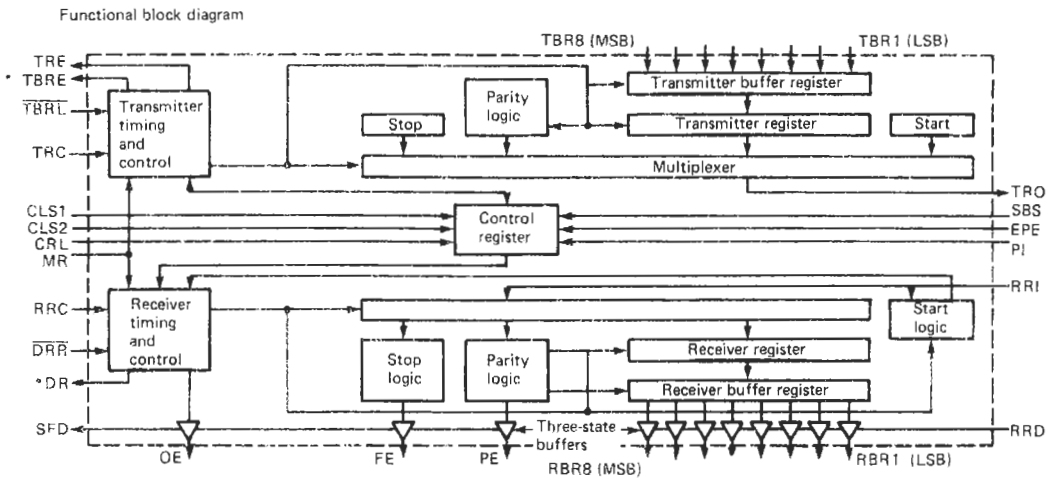 Functional block diagram
TBR8 (MSB) TBR1 (LSB)
TRE
TBRE
TBRL
TRC
Transmitter timing and control
Transmitter buffer register
Parity logic
Stop
Transmitter register
Start
Multiplexer
TRO
CLS1
CLS2
CRL
MR
Control register
SBS
EPE
PI
RRI
RRC
DRR
*DR
Receiver timing and control
Start logic
Stop logic
Parity logic
Receiver register
Receiver buffer register
SFD
Three-state buffers
RRD
OE
FE
PE
RBR8 (MSB)
RBR1 (LSB)